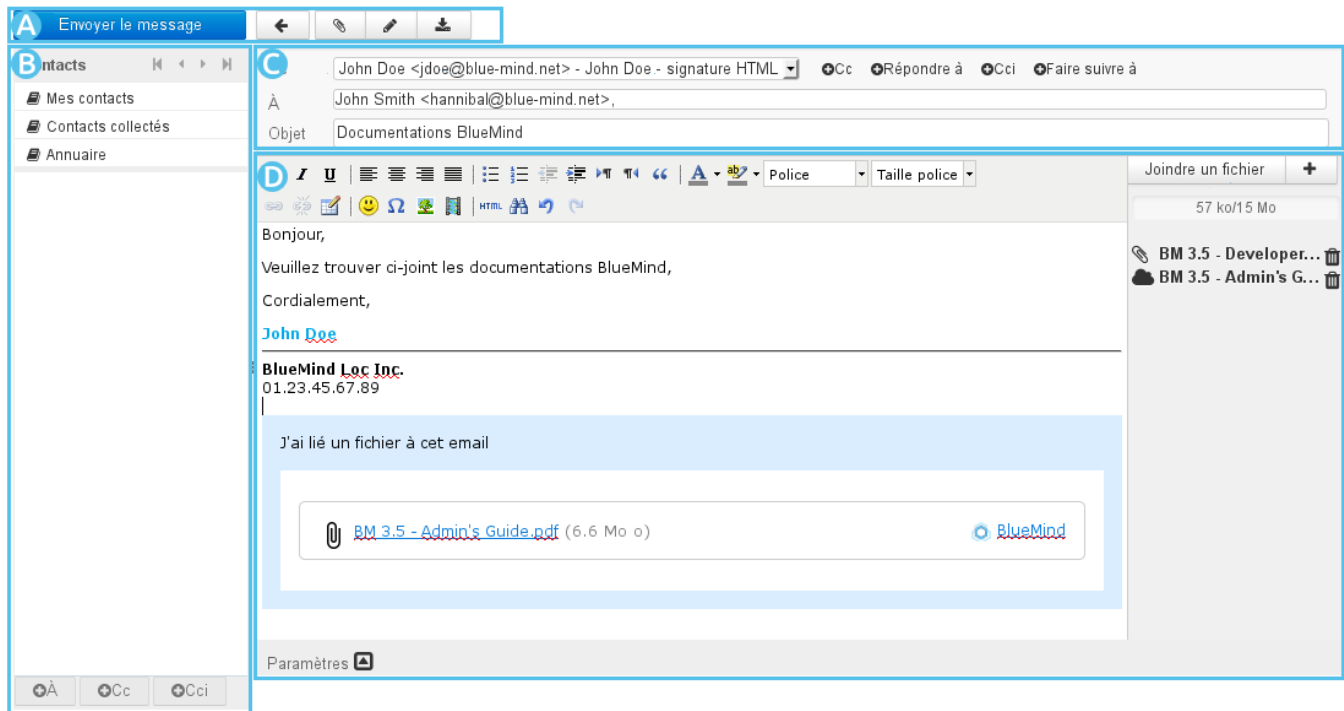 A Envoyer le message
B ntacts
Mes contacts
Contacts collectés
Annuaire
À Cc Cci
C John Doe <jdoe@blue-mind.net> - John Doe - signature HTML Cc Répondre à Cci Faire suivre à
À John Smith <hannibal@blue-mind.net>,
Objet Documentations BlueMind
D I U A ab Police Taille police
Ω HTML
Bonjour,
Veuillez trouver ci-joint les documentations BlueMind,
Cordialement,
John Doe
BlueMind Loc Inc.
01.23.45.67.89
J'ai lié un fichier à cet email
BM 3.5 - Admin's Guide.pdf (6.6 Mo o) BlueMind
Paramètres
Joindre un fichier +
57 ko/15 Mo
BM 3.5 - Developer...
BM 3.5 - Admin's G...